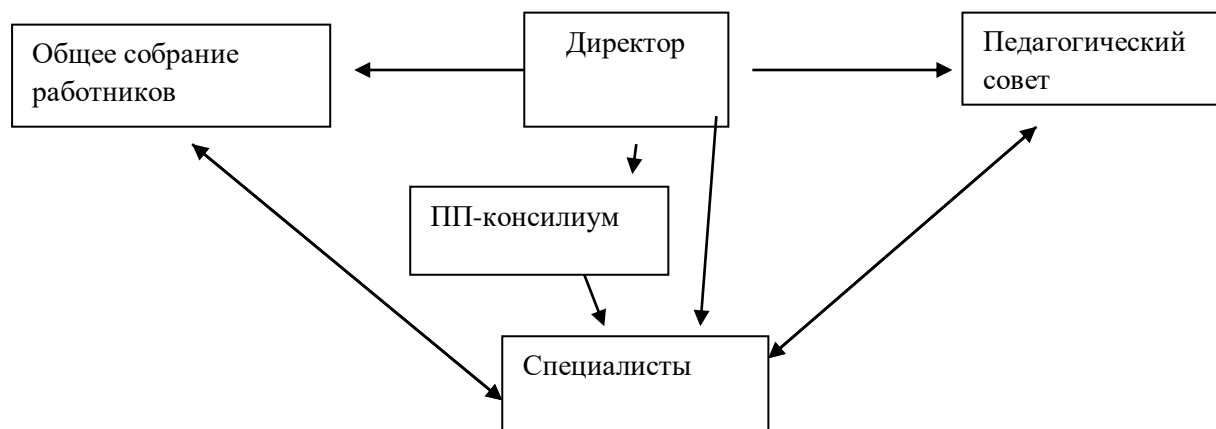 Общее собрание
работников
Директор
Педагогический
совет
ПП-консилиум
Специалисты